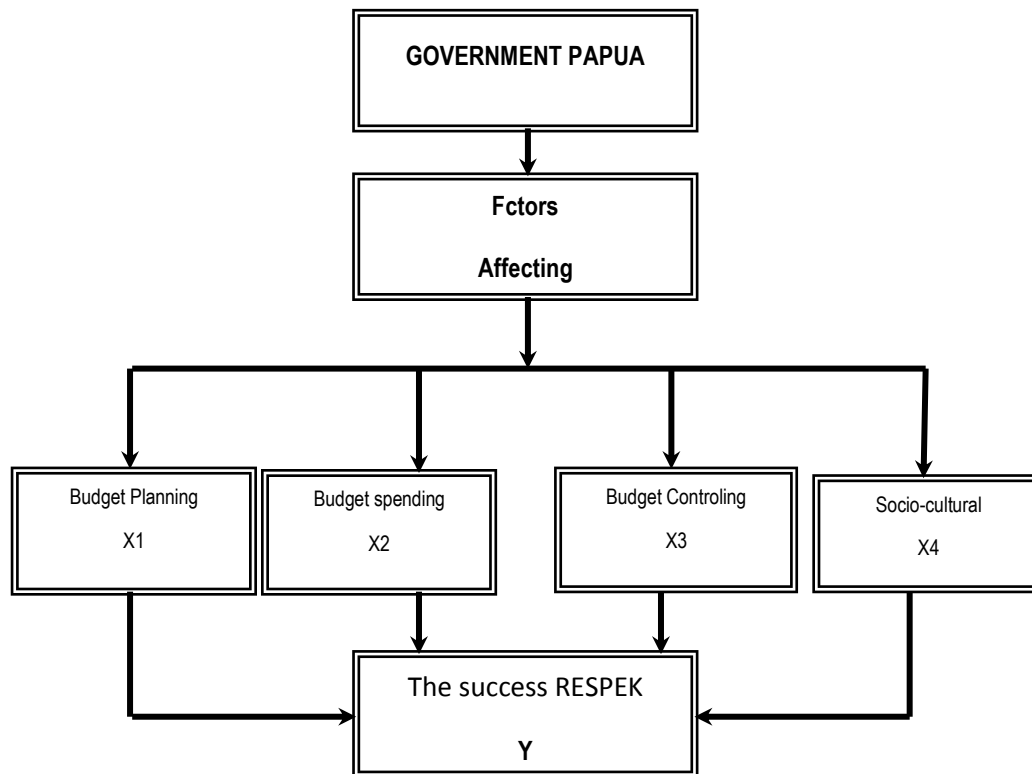 GOVERNMENT PAPUA
Fctors
Affecting
Budget Planning
X1
Budget spending
X2
Budget Controling
X3
Socio-cultural
X4
The success RESPEK
Y